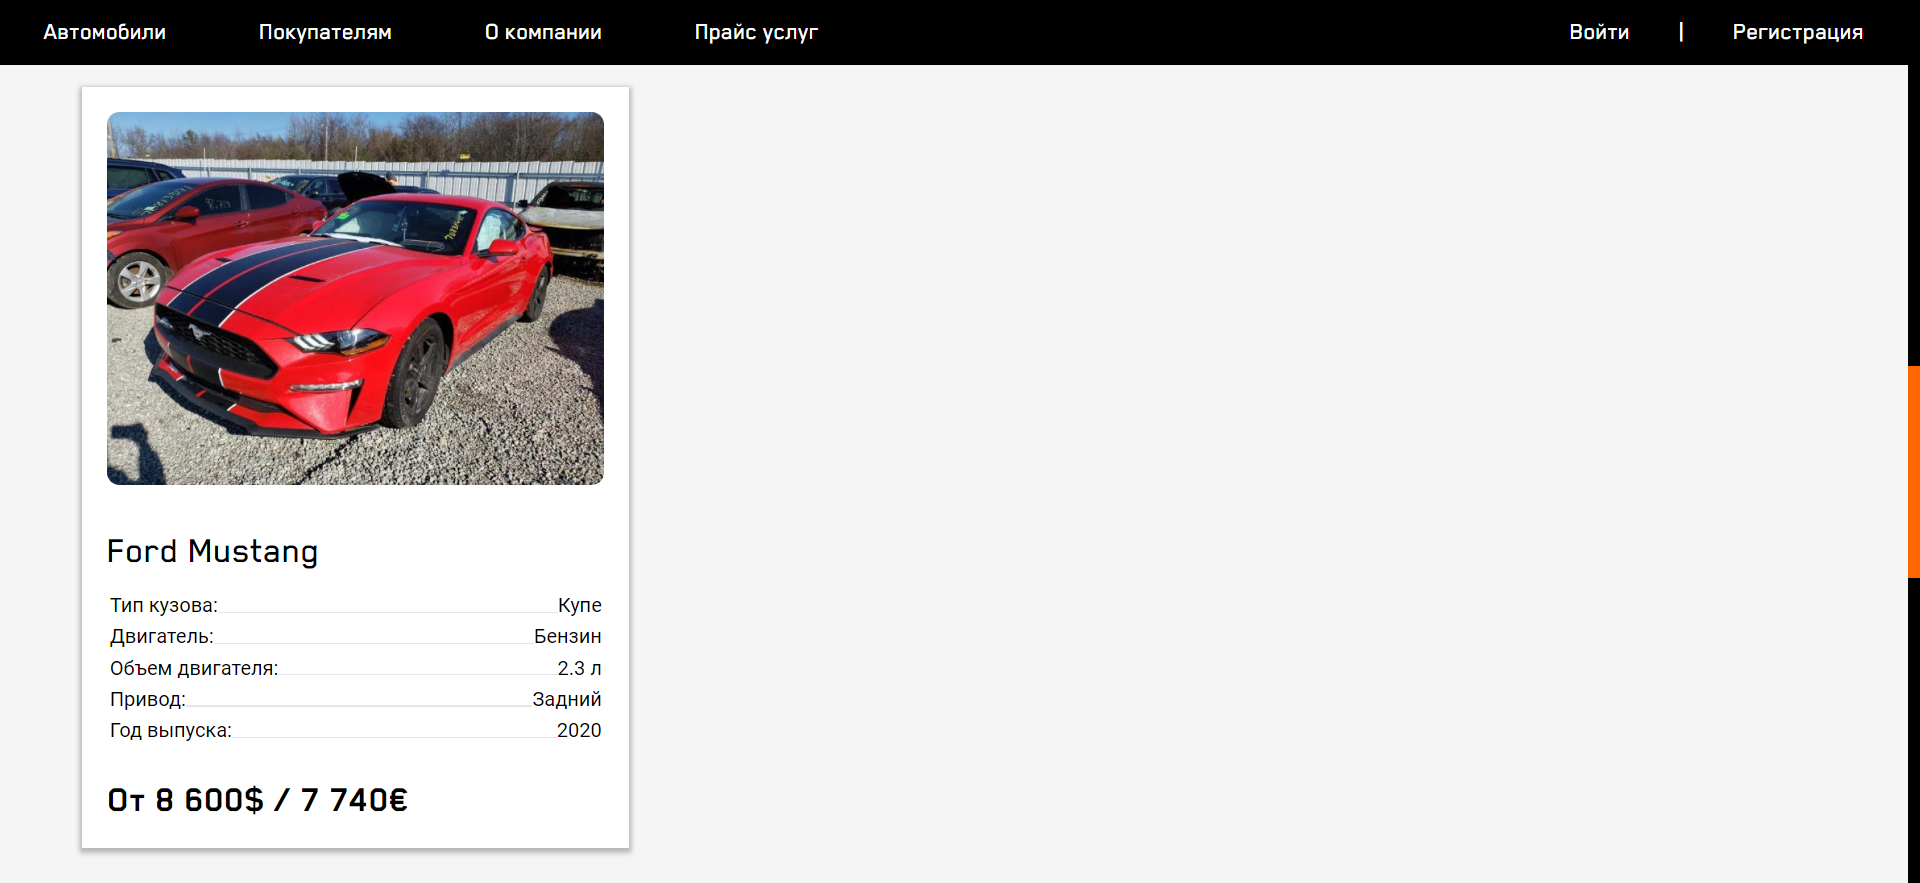 Автомобили Покупателям О компании Прайс услуг Войти | Регистрация
Ford Mustang
Тип кузова: Купе
Двигатель: Бензин
Объем двигателя: 2.3 л
Привод: Задний
Год выпуска: 2020
От 8 600$ / 7 740€